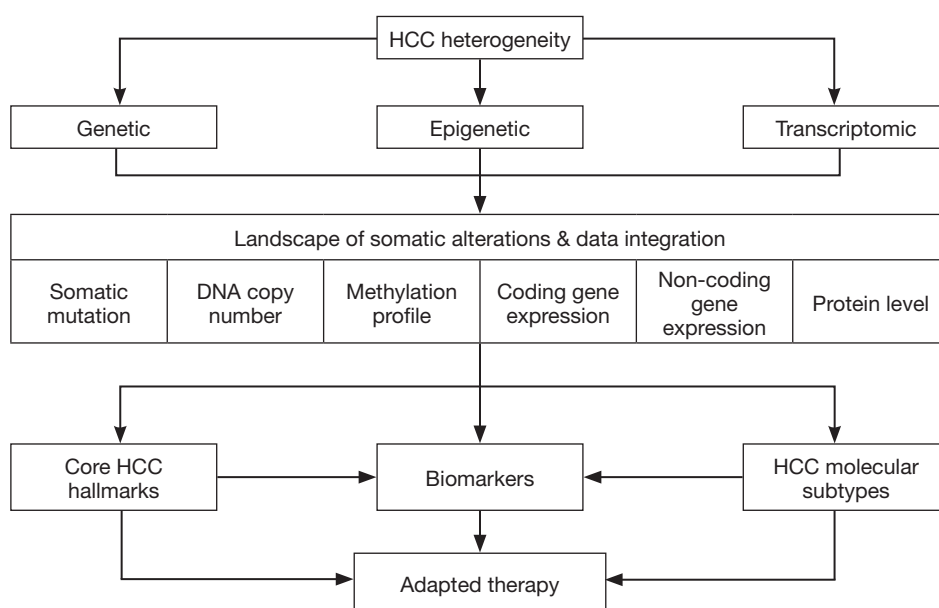 HCC heterogeneity
Genetic
Epigenetic
Transcriptomic
Landscape of somatic alterations & data integration
Somatic
mutation
DNA copy
number
Methylation
profile
Coding gene
expression
Non-coding
gene
expression
Protein level
Core HCC
hallmarks
Biomarkers
HCC molecular
subtypes
Adapted therapy